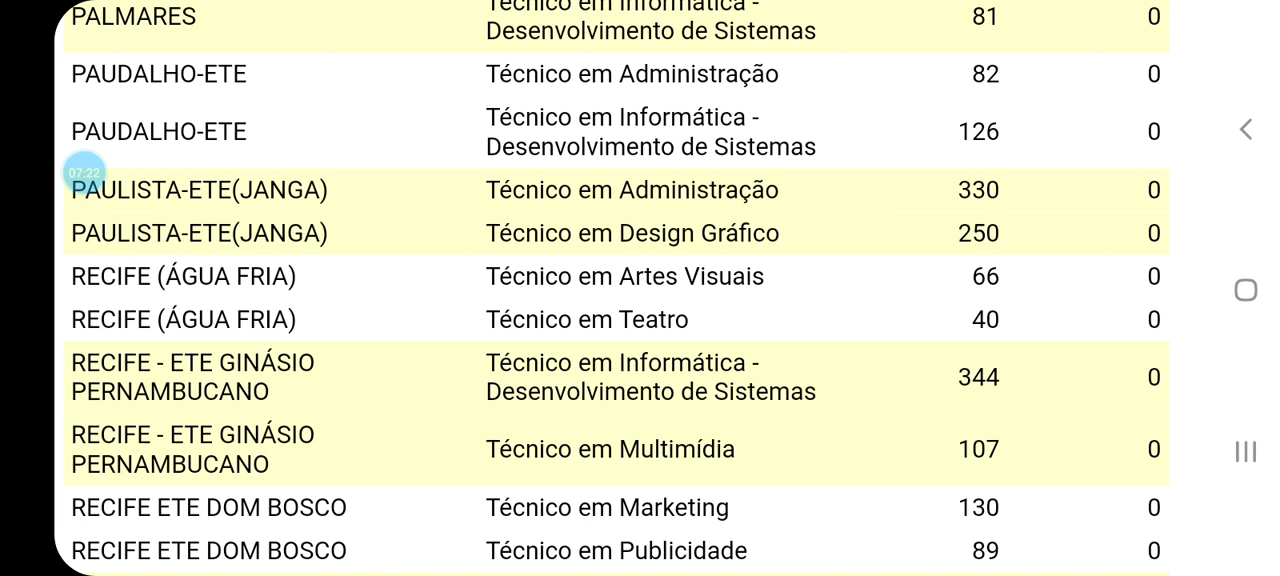 PALMARES Técnico em Informática - Desenvolvimento de Sistemas 81 0
PAUDALHO-ETE Técnico em Administração 82 0
PAUDALHO-ETE Técnico em Informática - Desenvolvimento de Sistemas 126 0
07:22
PAULISTA-ETE(JANGA) Técnico em Administração 330 0
PAULISTA-ETE(JANGA) Técnico em Design Gráfico 250 0
RECIFE (ÁGUA FRIA) Técnico em Artes Visuais 66 0
RECIFE (ÁGUA FRIA) Técnico em Teatro 40 0
RECIFE - ETE GINÁSIO PERNAMBUCANO Técnico em Informática - Desenvolvimento de Sistemas 344 0
RECIFE - ETE GINÁSIO PERNAMBUCANO Técnico em Multimídia 107 0
RECIFE ETE DOM BOSCO Técnico em Marketing 130 0
RECIFE ETE DOM BOSCO Técnico em Publicidade 89 0